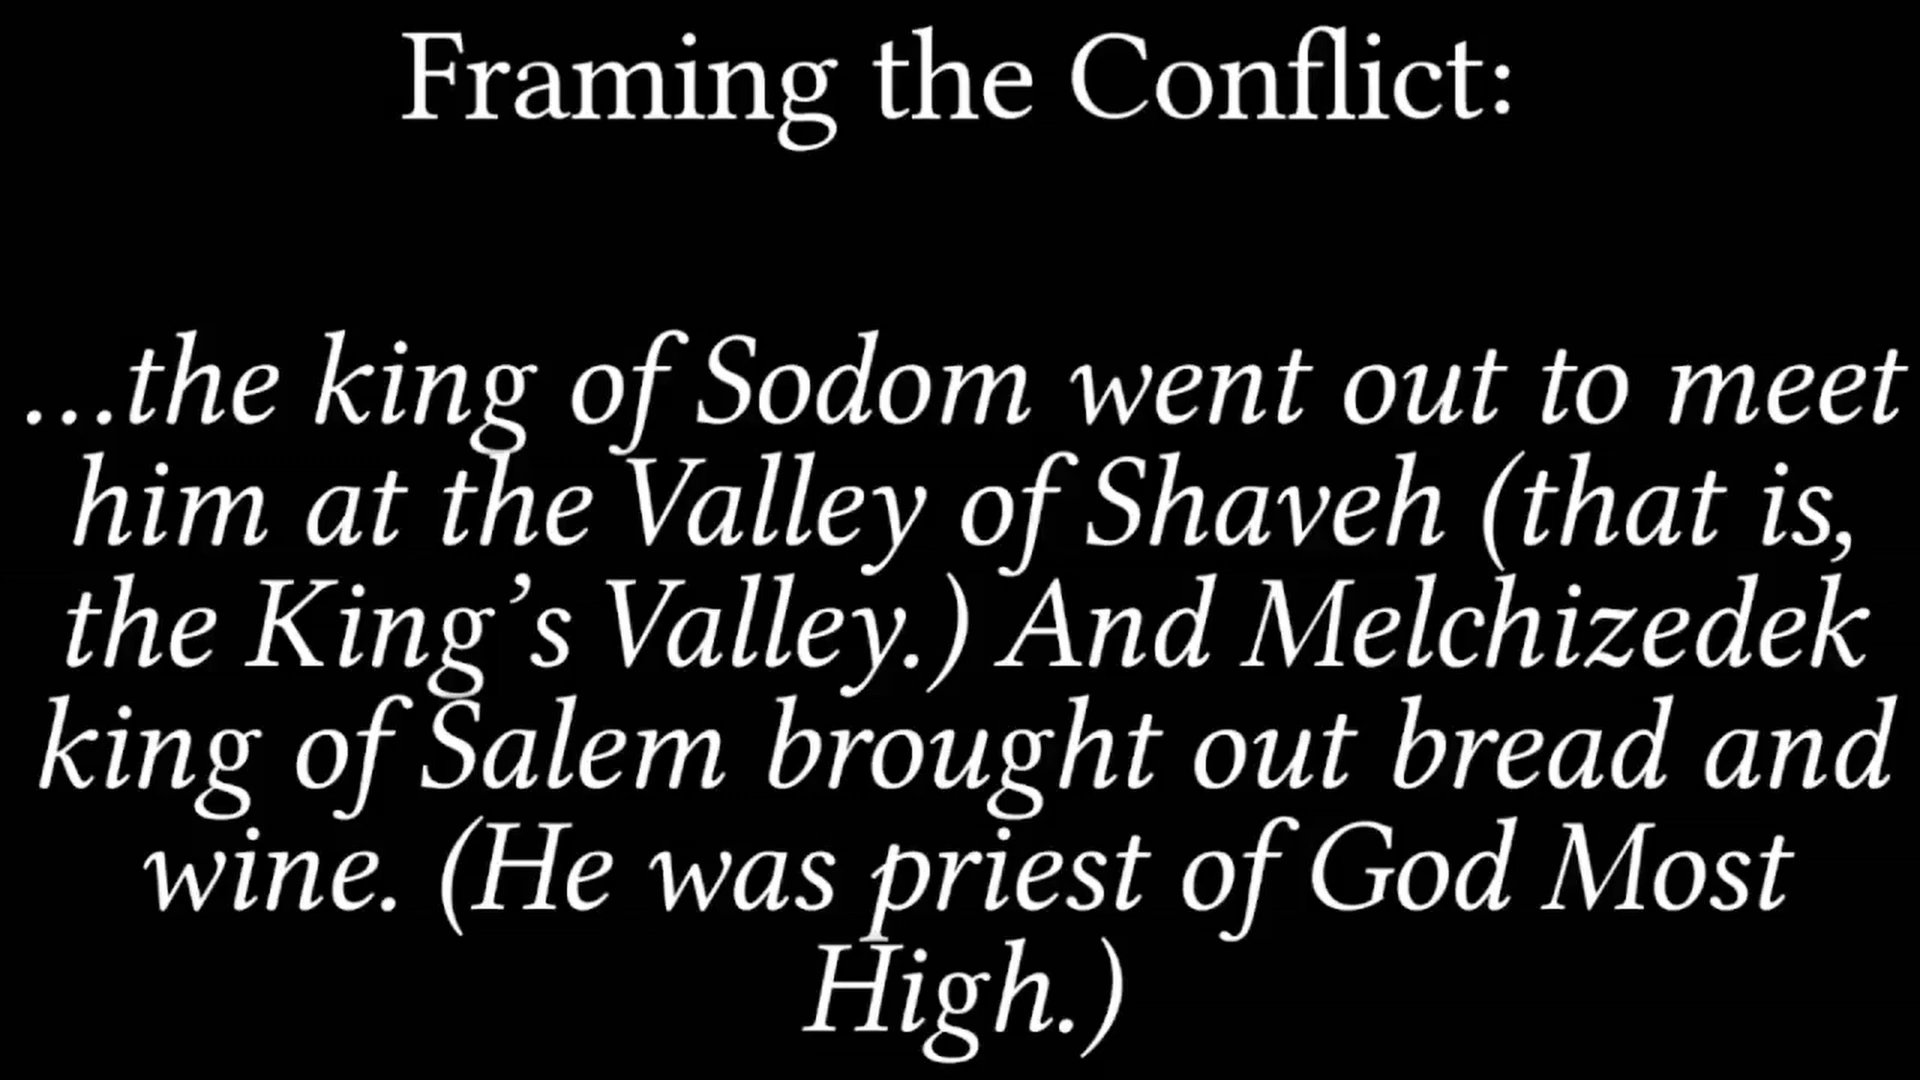 Framing the Conflict:
…the king of Sodom went out to meet
him at the Valley of Shaveh (that is,
the King’s Valley.) And Melchizedek
king of Salem brought out bread and
wine. (He was priest of God Most
High.)